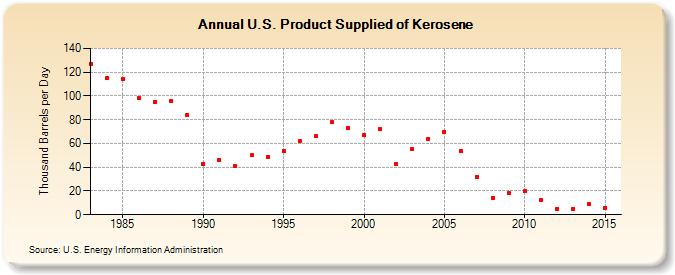 Annual U.S. Product Supplied of Kerosene
Thousand Barrels per Day
140
120
100
80
60
40
20
0
1985 1990 1995 2000 2005 2010 2015
Source: U.S. Energy Information Administration